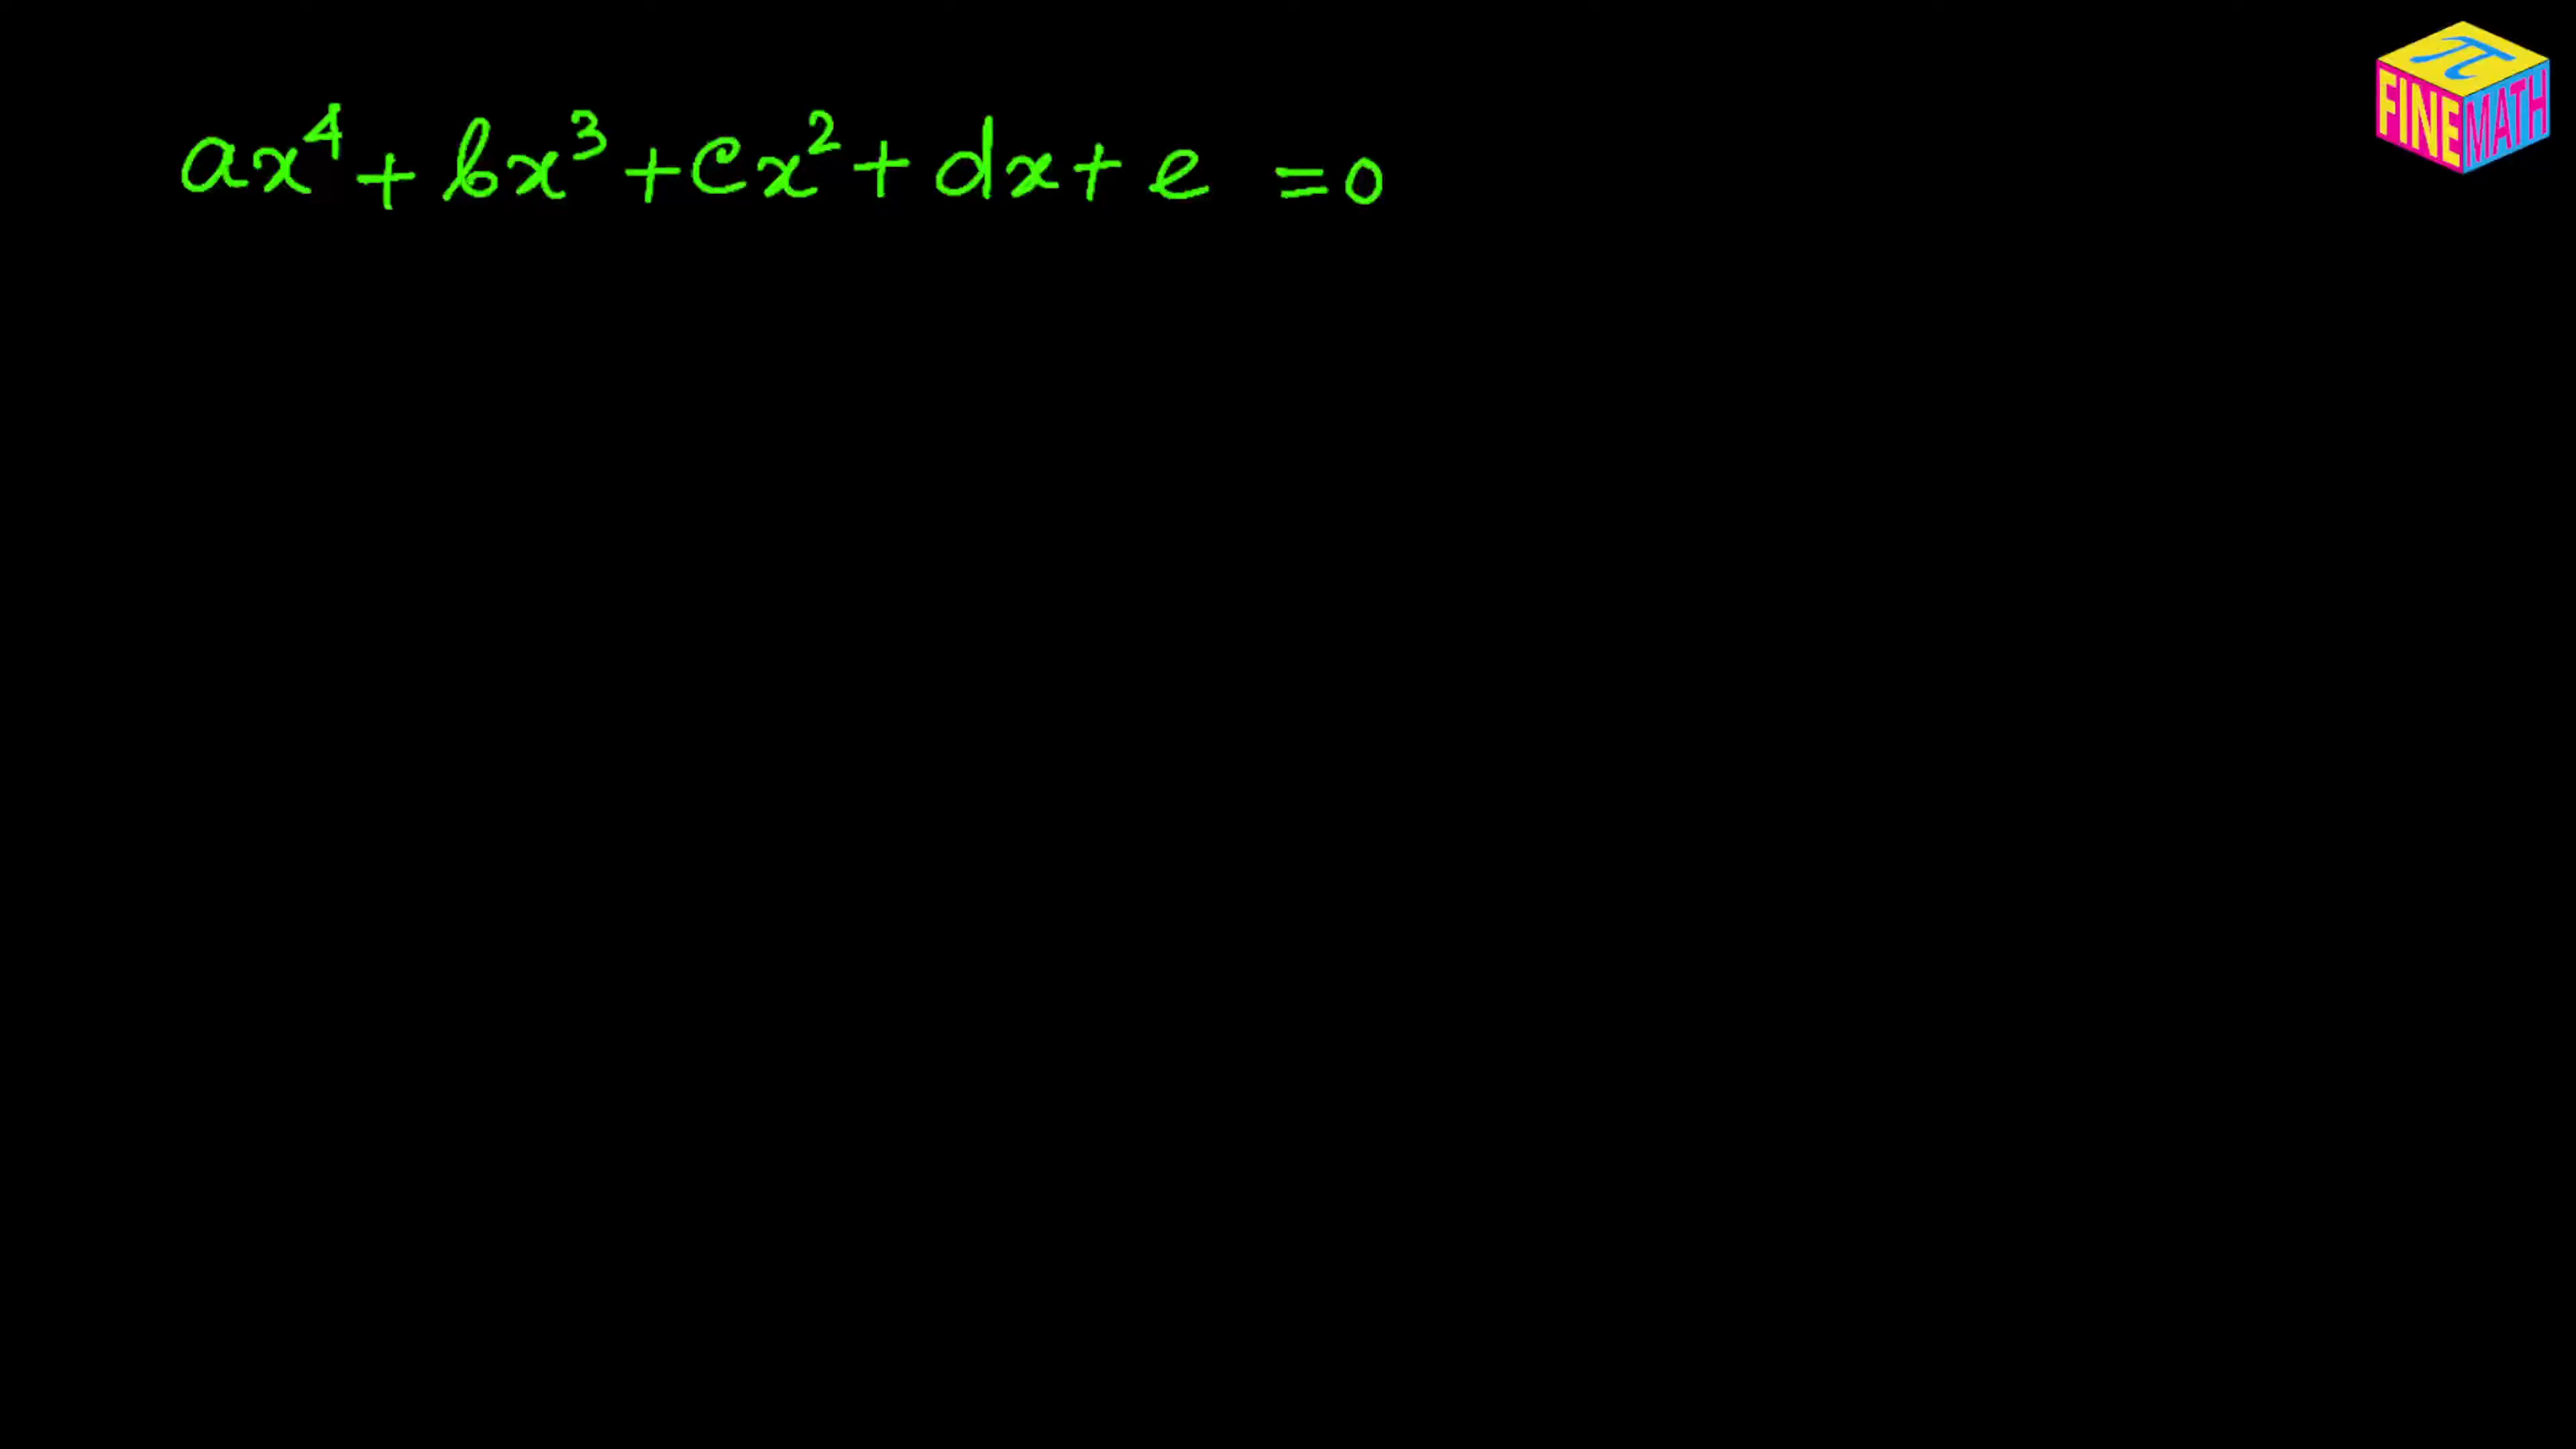 ax⁴ + bx³ + cx² + dx + e = 0
π
FINE MATH